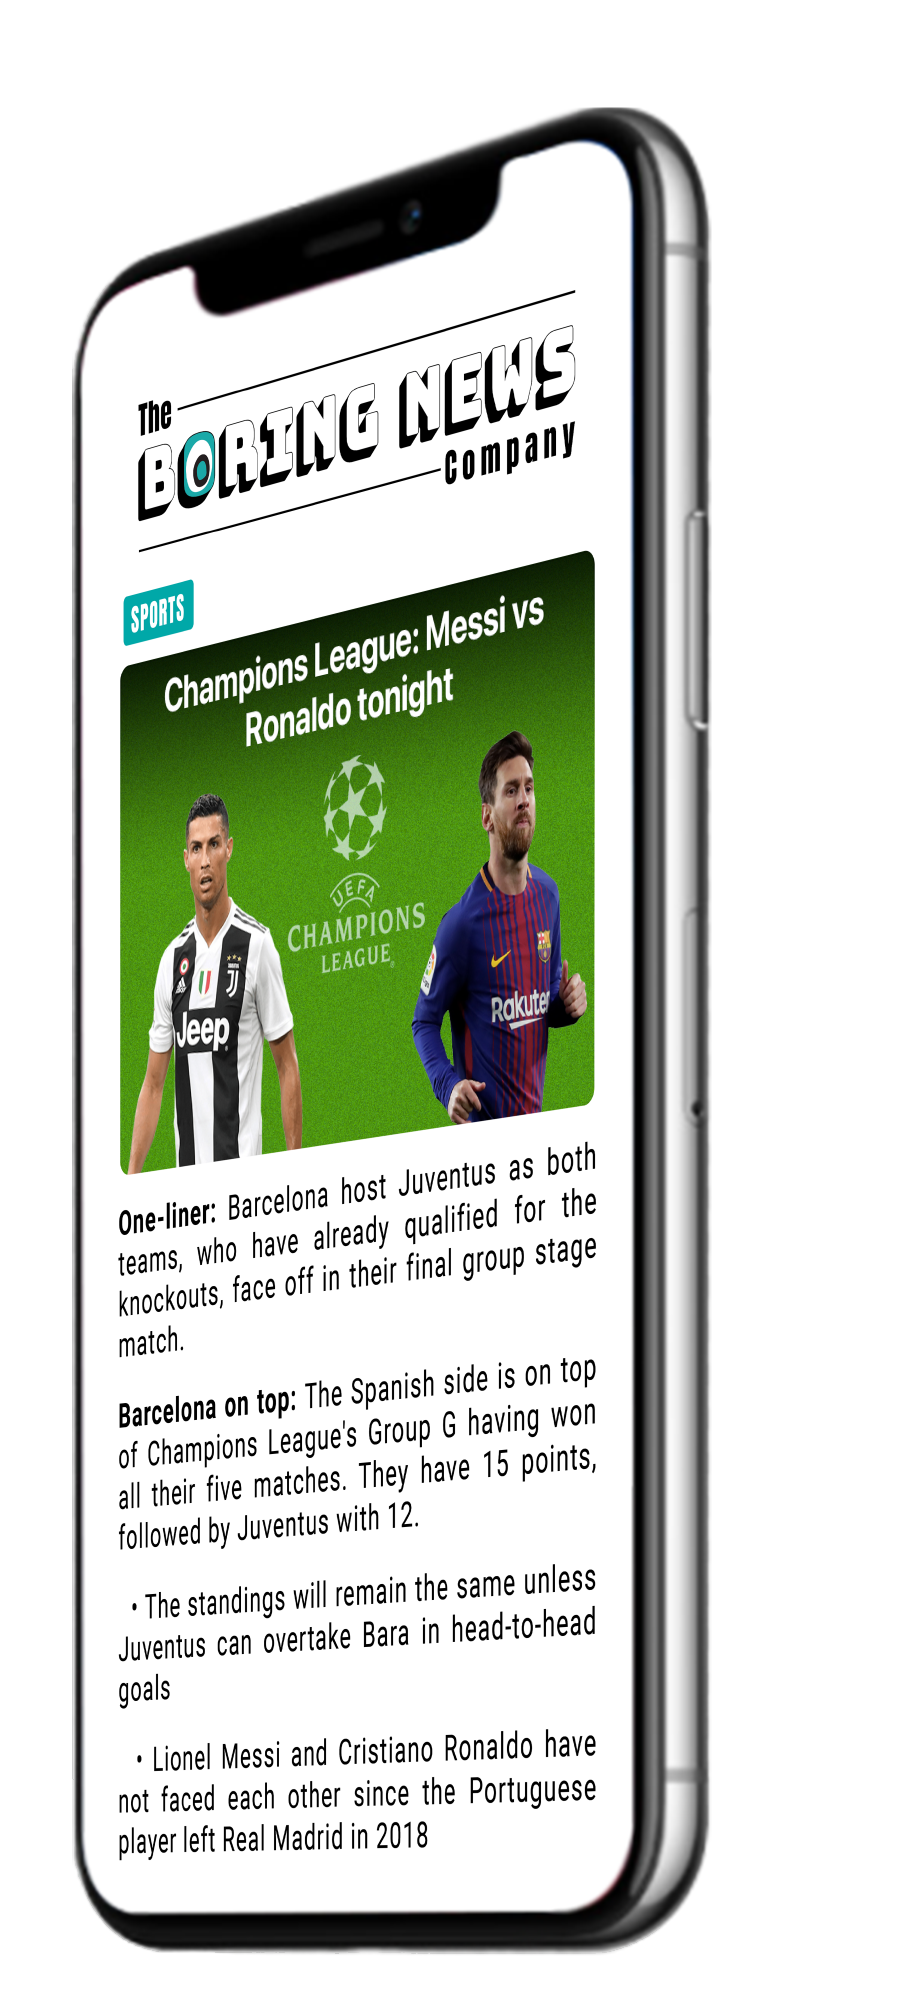 The
BORING NEWS
Company
SPORTS
Champions League: Messi vs
Ronaldo tonight
UEFA
CHAMPIONS
LEAGUE
Jeep
Rakuten
One-liner: Barcelona host Juventus as both
teams, who have already qualified for the
knockouts, face off in their final group stage
match.
Barcelona on top: The Spanish side is on top
of Champions League's Group G having won
all their five matches. They have 15 points,
followed by Juventus with 12.
• The standings will remain the same unless
Juventus can overtake Bara in head-to-head
goals
• Lionel Messi and Cristiano Ronaldo have
not faced each other since the Portuguese
player left Real Madrid in 2018